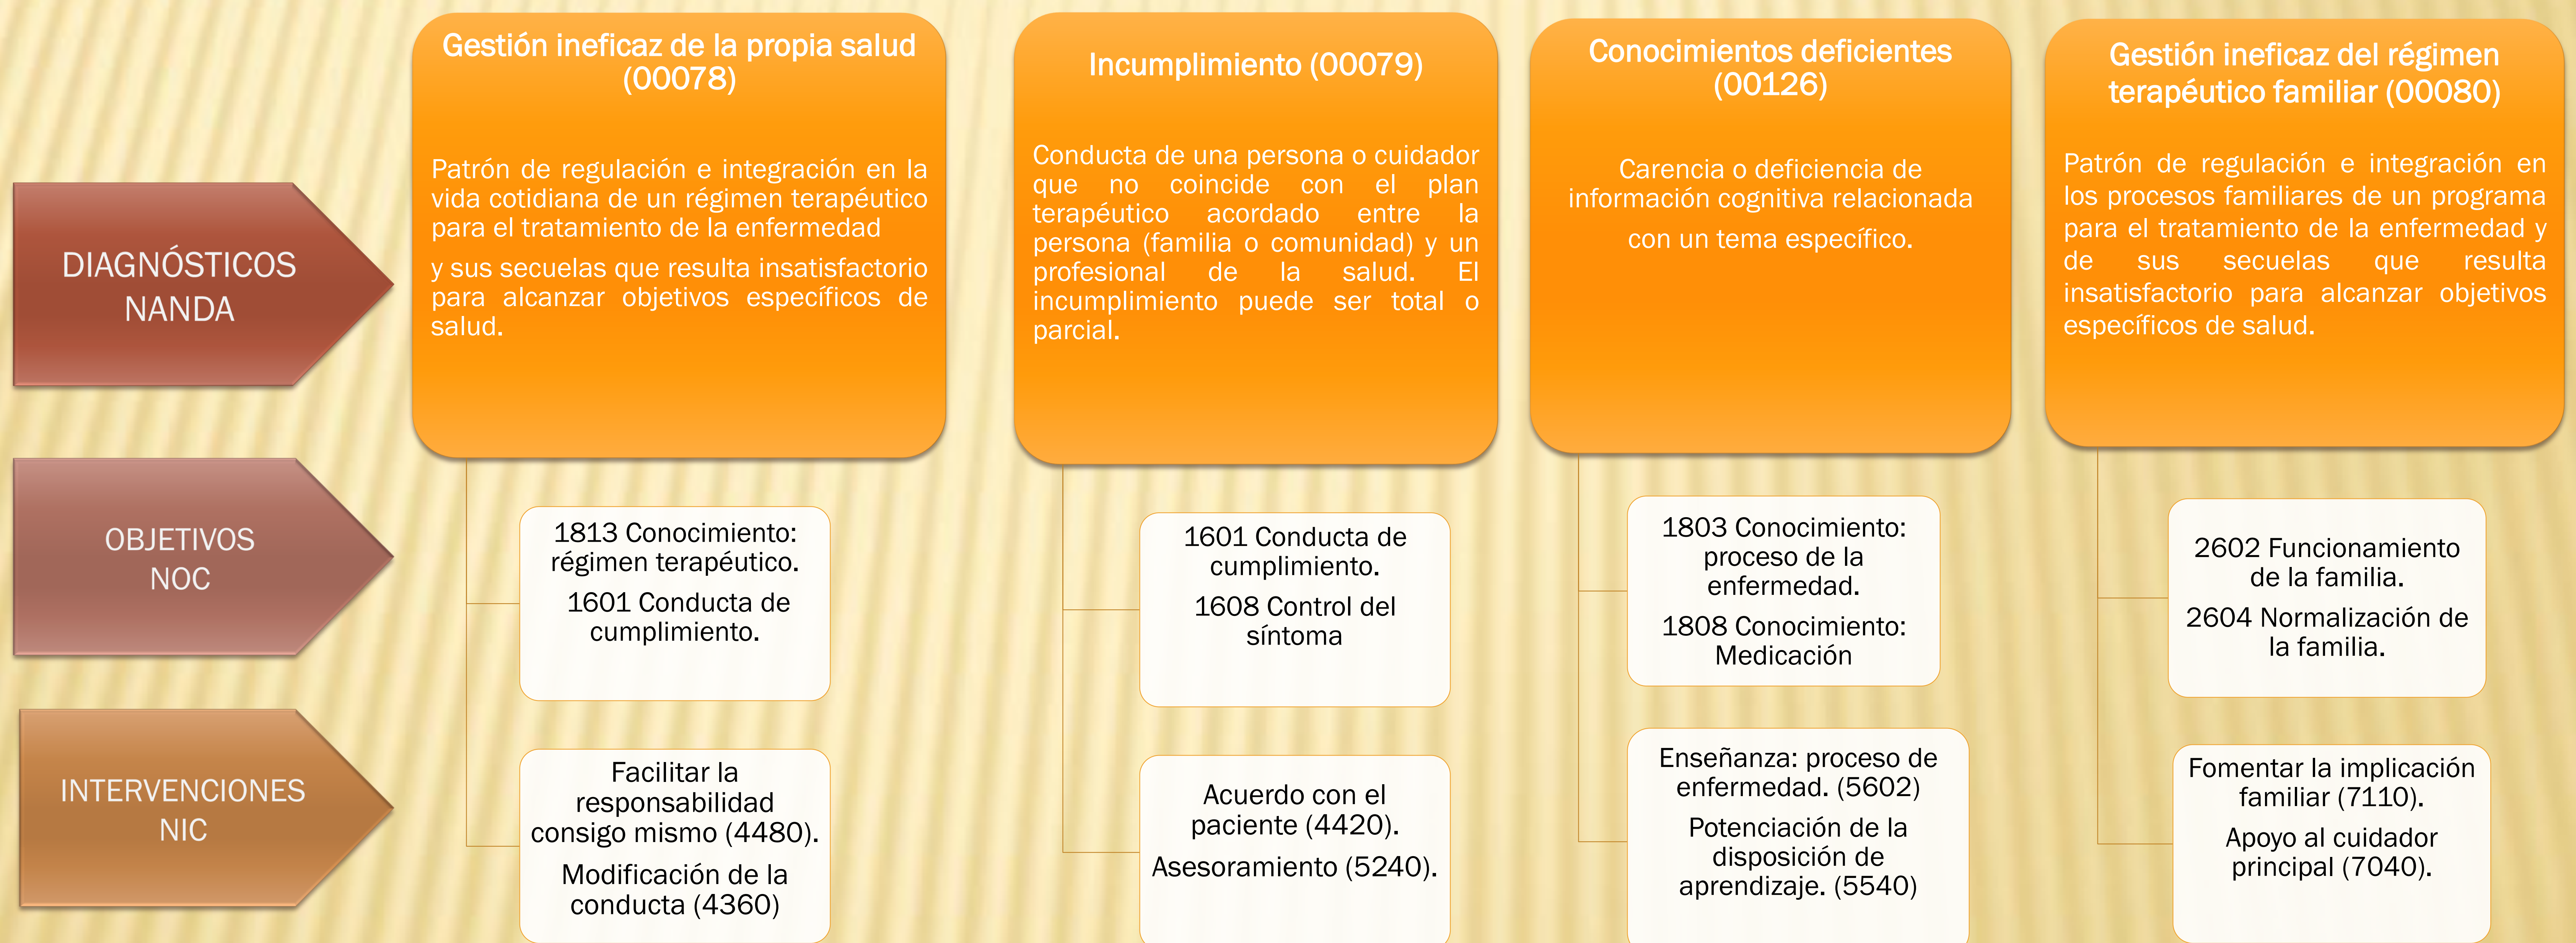 DIAGNÓSTICOS
NANDA
Gestión ineficaz de la propia salud
(00078)
Patrón de regulación e integración en la
vida cotidiana de un régimen terapéutico
para el tratamiento de la enfermedad
y sus secuelas que resulta insatisfactorio
para alcanzar objetivos específicos de
salud.
Incumplimiento (00079)
Conducta de una persona o cuidador
que no coincide con el plan
terapéutico acordado entre la
persona (familia o comunidad) y un
profesional de la salud. El
incumplimiento puede ser total o
parcial.
Conocimientos deficientes
(00126)
Carencia o deficiencia de
información cognitiva relacionada
con un tema específico.
Gestión ineficaz del régimen
terapéutico familiar (00080)
Patrón de regulación e integración en
los procesos familiares de un programa
para el tratamiento de la enfermedad y
de sus secuelas que resulta
insatisfactorio para alcanzar objetivos
específicos de salud.
OBJETIVOS
NOC
1813 Conocimiento:
régimen terapéutico.
1601 Conducta de
cumplimiento.
1601 Conducta de
cumplimiento.
1608 Control del
síntoma
1803 Conocimiento:
proceso de la
enfermedad.
1808 Conocimiento:
Medicación
2602 Funcionamiento
de la familia.
2604 Normalización de
la familia.
INTERVENCIONES
NIC
Facilitar la
responsabilidad
consigo mismo (4480).
Modificación de la
conducta (4360)
Acuerdo con el
paciente (4420).
Asesoramiento (5240).
Enseñanza: proceso de
enfermedad. (5602)
Potenciación de la
disposición de
aprendizaje. (5540)
Fomentar la implicación
familiar (7110).
Apoyo al cuidador
principal (7040).